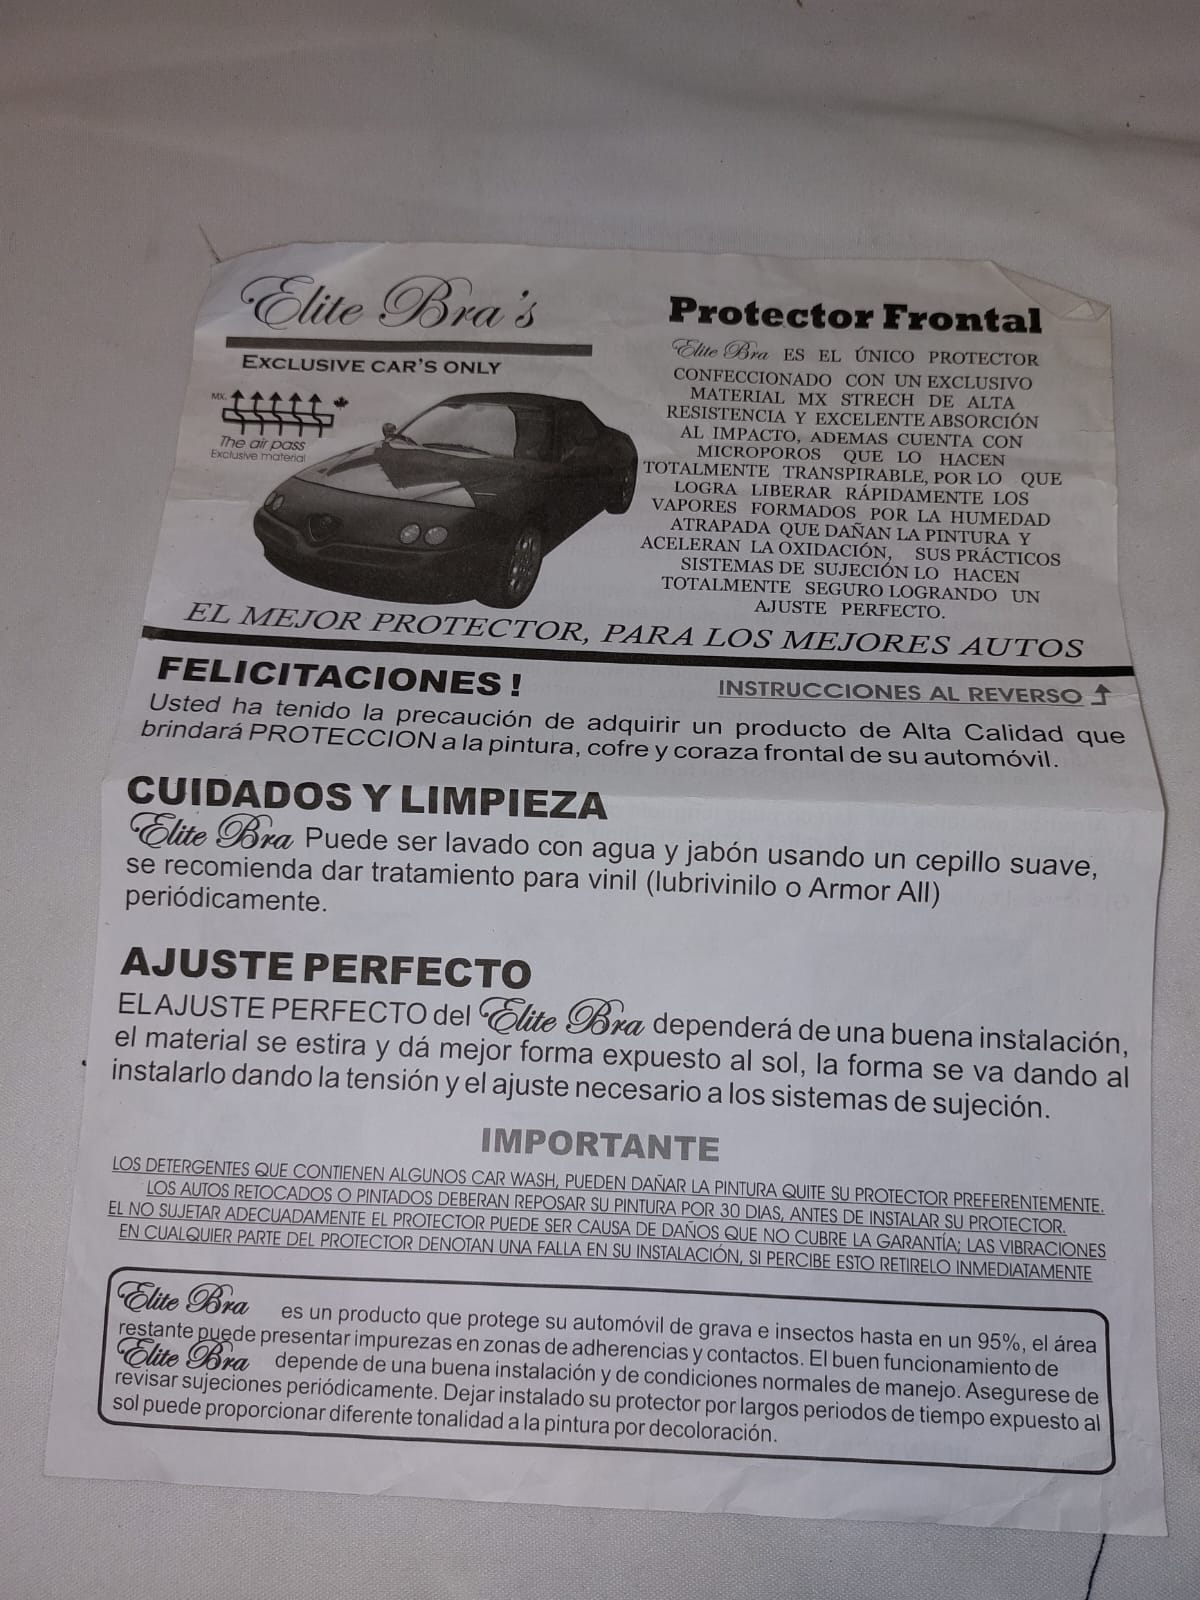 Elite Bra's
EXCLUSIVE CAR'S ONLY
MX.
The air pass
Exclusive material
Protector Frontal
Elite Bra ES EL ÚNICO PROTECTOR
CONFECCIONADO CON UN EXCLUSIVO
MATERIAL MX STRECH DE ALTA
RESISTENCIA Y EXCELENTE ABSORCIÓN
AL IMPACTO, ADEMAS CUENTA CON
MICROPOROS QUE LO HACEN
TOTALMENTE TRANSPIRABLE, POR LO QUE
LOGRA LIBERAR RÁPIDAMENTE LOS
VAPORES FORMADOS POR LA HUMEDAD
ATRAPADA QUE DAÑAN LA PINTURA Y
ACELERAN LA OXIDACIÓN, SUS PRÁCTICOS
SISTEMAS DE SUJECIÓN LO HACEN
TOTALMENTE SEGURO LOGRANDO UN
AJUSTE PERFECTO.
EL MEJOR PROTECTOR, PARA LOS MEJORES AUTOS
FELICITACIONES !
INSTRUCCIONES AL REVERSO
Usted ha tenido la precaución de adquirir un producto de Alta Calidad que
brindará PROTECCION a la pintura, cofre y coraza frontal de su automóvil.
CUIDADOS Y LIMPIEZA
Elite Bra Puede ser lavado con agua y jabón usando un cepillo suave,
se recomienda dar tratamiento para vinil (lubrivinilo o Armor All)
periódicamente.
AJUSTE PERFECTO
EL AJUSTE PERFECTO del Elite Bra dependerá de una buena instalación,
el material se estira y dá mejor forma expuesto al sol, la forma se va dando al
instalarlo dando la tensión y el ajuste necesario a los sistemas de sujeción.
IMPORTANTE
LOS DETERGENTES QUE CONTIENEN ALGUNOS CAR WASH, PUEDEN DAÑAR LA PINTURA QUITE SU PROTECTOR PREFERENTEMENTE.
LOS AUTOS RETOCADOS O PINTADOS DEBERAN REPOSAR SU PINTURA POR 30 DIAS, ANTES DE INSTALAR SU PROTECTOR.
EL NO SUJETAR ADECUADAMENTE EL PROTECTOR PUEDE SER CAUSA DE DAÑOS QUE NO CUBRE LA GARANTÍA; LAS VIBRACIONES
EN CUALQUIER PARTE DEL PROTECTOR DENOTAN UNA FALLA EN SU INSTALACIÓN, SI PERCIBE ESTO RETIRELO INMEDIATAMENTE
Elite Bra es un producto que protege su automóvil de grava e insectos hasta en un 95%, el área
restante puede presentar impurezas en zonas de adherencias y contactos. El buen funcionamiento de
Elite Bra depende de una buena instalación y de condiciones normales de manejo. Asegurese de
revisar sujeciones periódicamente. Dejar instalado su protector por largos periodos de tiempo expuesto al
sol puede proporcionar diferente tonalidad a la pintura por decoloración.